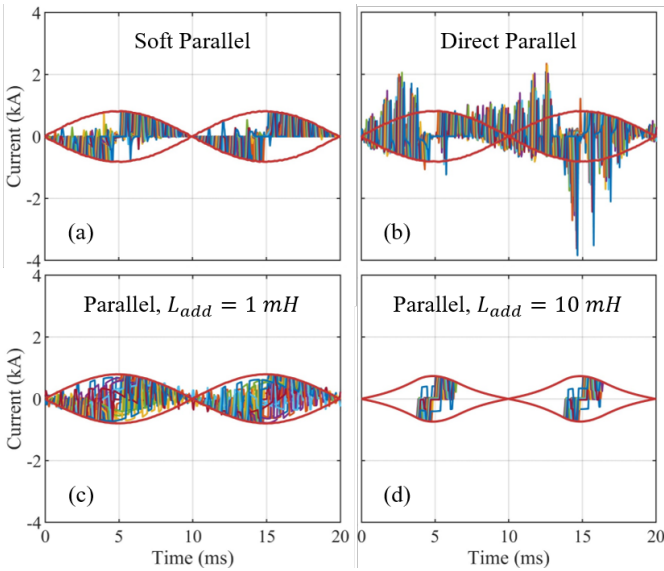 Soft Parallel
Direct Parallel
Current (kA)
4
2
0
-2
-4
(a)
(b)
Parallel, L_add = 1 mH
Parallel, L_add = 10 mH
Current (kA)
4
2
0
-2
-4
(c)
(d)
0 5 10 15 20
0 5 10 15 20
Time (ms)
Time (ms)